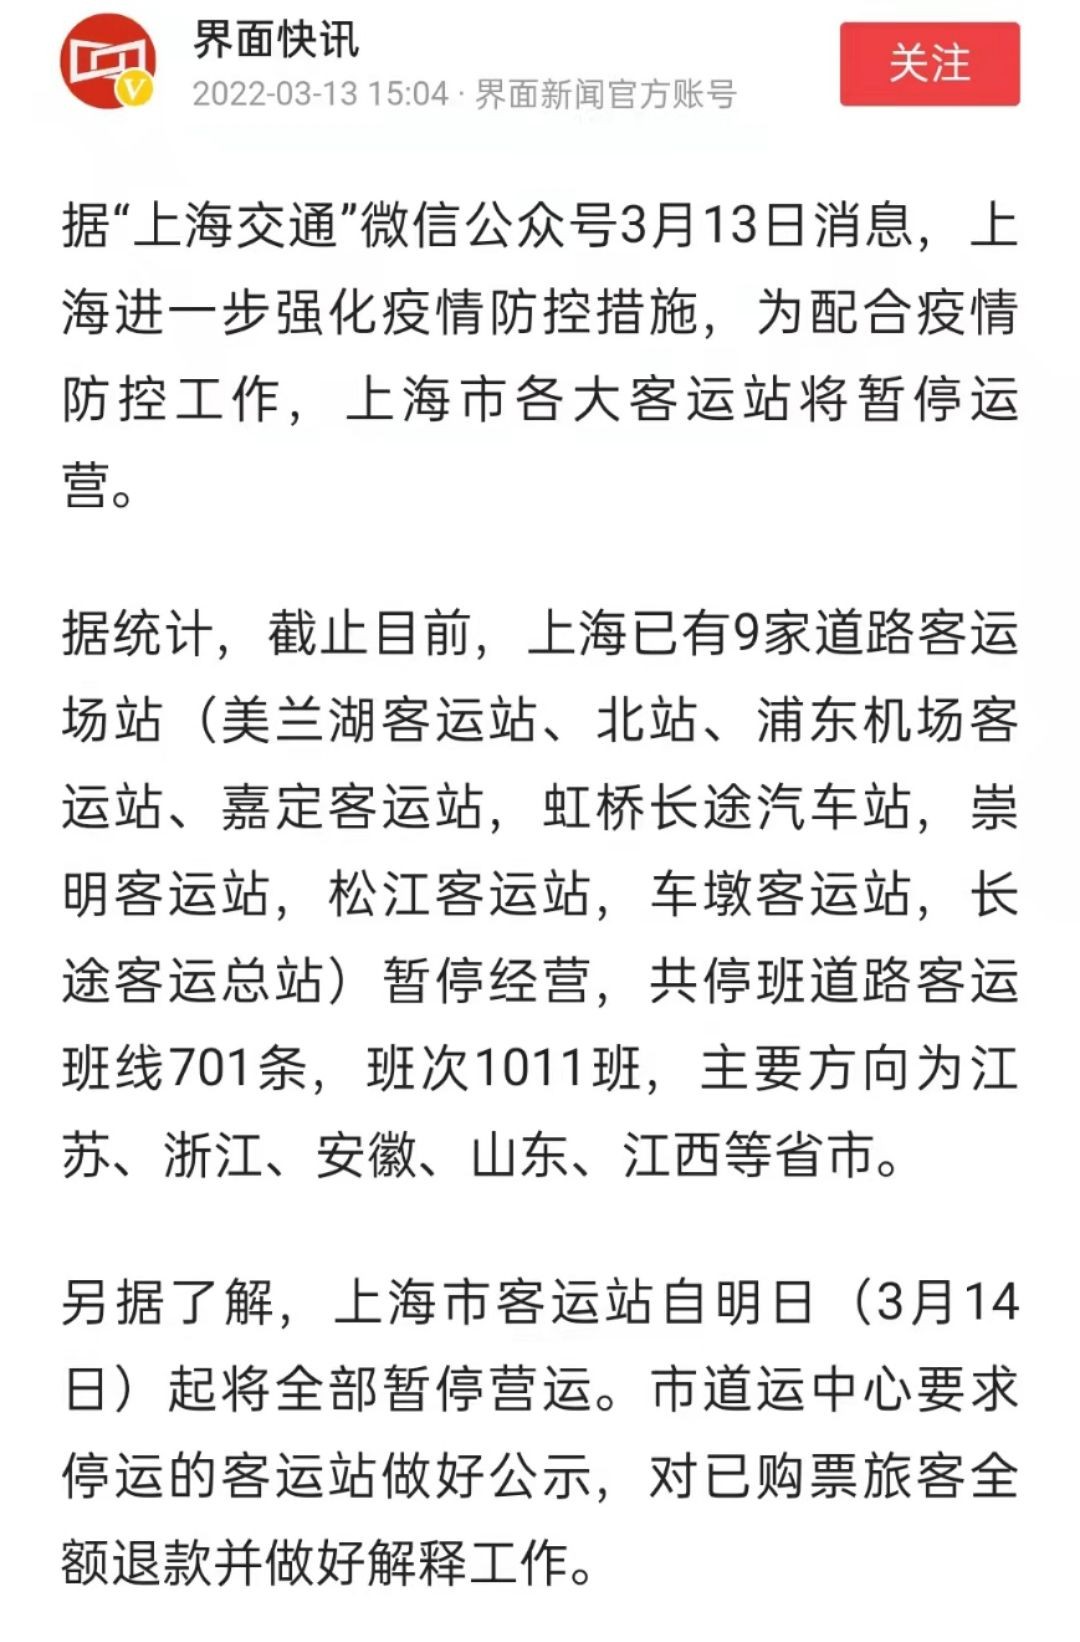 界面快讯
2022-03-13 15:04 · 界面新闻官方账号
关注
据“上海交通”微信公众号3月13日消息，上
海进一步强化疫情防控措施，为配合疫情
防控工作，上海市各大客运站将暂停运
营。
据统计，截止目前，上海已有9家道路客运
场站（美兰湖客运站、北站、浦东机场客
运站、嘉定客运站，虹桥长途汽车站，崇
明客运站，松江客运站，车墩客运站，长
途客运总站）暂停经营，共停班道路客运
班线701条，班次1011班，主要方向为江
苏、浙江、安徽、山东、江西等省市。
另据了解，上海市客运站自明日（3月14
日）起将全部暂停营运。市道运中心要求
停运的客运站做好公示，对已购票旅客全
额退款并做好解释工作。